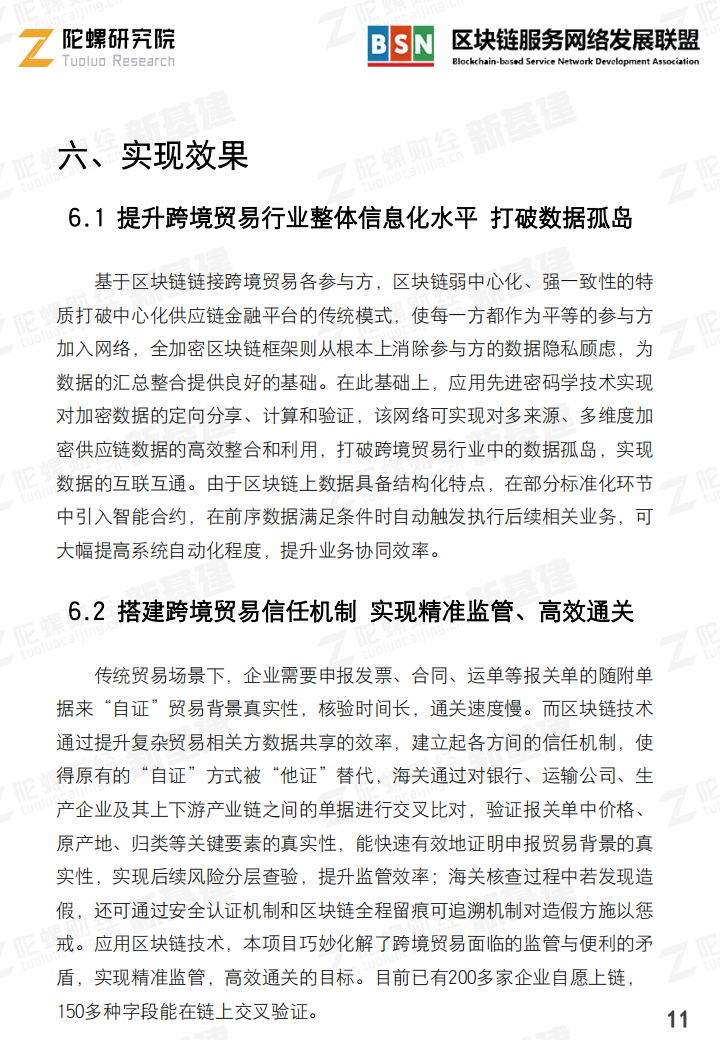 陀螺研究院
Tuoluo Research
BSN
区块链服务网络发展联盟
Blockchain-based Service Network Development Association
六、实现效果
6.1 提升跨境贸易行业整体信息化水平 打破数据孤岛
基于区块链链接跨境贸易各参与方，区块链弱中心化、强一致性的特
质打破中心化供应链金融平台的传统模式，使每一方都作为平等的参与方
加入网络，全加密区块链框架则从根本上消除参与方的数据隐私顾虑，为
数据的汇总整合提供良好的基础。在此基础上，应用先进密码学技术实现
对加密数据的定向分享、计算和验证，该网络可实现对多来源、多维度加
密供应链数据的高效整合和利用，打破跨境贸易行业中的数据孤岛，实现
数据的互联互通。由于区块链上数据具备结构化特点，在部分标准化环节
中引入智能合约，在前序数据满足条件时自动触发执行后续相关业务，可
大幅提高系统自动化程度，提升业务协同效率。
6.2 搭建跨境贸易信任机制 实现精准监管、高效通关
传统贸易场景下，企业需要申报发票、合同、运单等报关单的随附单
据来“自证”贸易背景真实性，核验时间长，通关速度慢。而区块链技术
通过提升复杂贸易相关方数据共享的效率，建立起各方间的信任机制，使
得原有的“自证”方式被“他证”替代，海关通过对银行、运输公司、生
产企业及其上下游产业链之间的单据进行交叉比对，验证报关单中价格、
原产地、归类等关键要素的真实性，能快速有效地证明申报贸易背景的真
实性，实现后续风险分层查验，提升监管效率；海关核查过程中若发现造
假，还可通过安全认证机制和区块链全程留痕可追溯机制对造假方施以惩
戒。应用区块链技术，本项目巧妙化解了跨境贸易面临的监管与便利的矛
盾，实现精准监管，高效通关的目标。目前已有200多家企业自愿上链，
150多种字段能在链上交叉验证。
11
陀螺财经
tuoluocaijing.cn
新基建